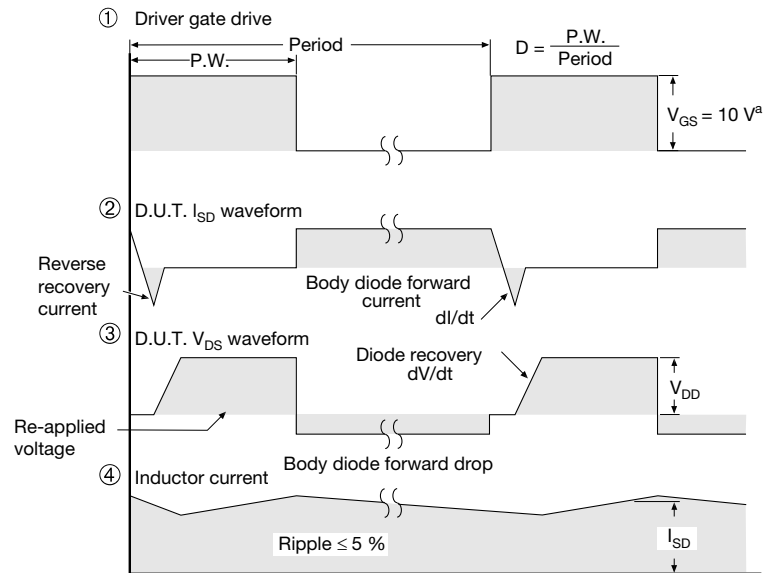 ① Driver gate drive
Period
P.W.
D = P.W. / Period
V_GS = 10 V^a
② D.U.T. I_SD waveform
Reverse
recovery
current
Body diode forward
current
dI/dt
③ D.U.T. V_DS waveform
Diode recovery
dV/dt
V_DD
Re-applied
voltage
Body diode forward drop
④ Inductor current
Ripple ≤ 5 %
I_SD